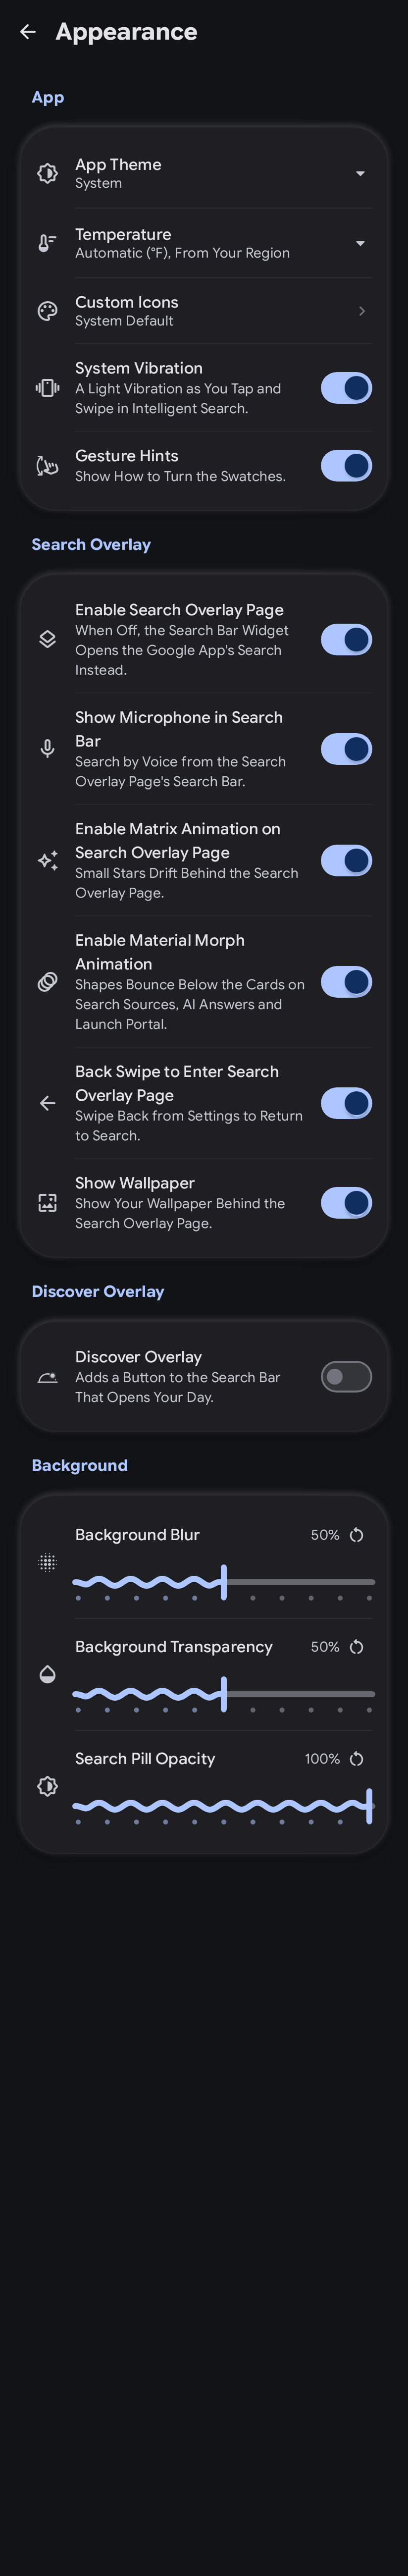 Appearance
App
App Theme
System
Temperature
Automatic (°F), From Your Region
Custom Icons
System Default
System Vibration
A Light Vibration as You Tap and
Swipe in Intelligent Search.
Gesture Hints
Show How to Turn the Swatches.
Search Overlay
Enable Search Overlay Page
When Off, the Search Bar Widget
Opens the Google App's Search
Instead.
Show Microphone in Search
Bar
Search by Voice from the Search
Overlay Page's Search Bar.
Enable Matrix Animation on
Search Overlay Page
Small Stars Drift Behind the Search
Overlay Page.
Enable Material Morph
Animation
Shapes Bounce Below the Cards on
Search Sources, AI Answers and
Launch Portal.
Back Swipe to Enter Search
Overlay Page
Swipe Back from Settings to Return
to Search.
Show Wallpaper
Show Your Wallpaper Behind the
Search Overlay Page.
Discover Overlay
Discover Overlay
Adds a Button to the Search Bar
That Opens Your Day.
Background
Background Blur 50%
Background Transparency 50%
Search Pill Opacity 100%